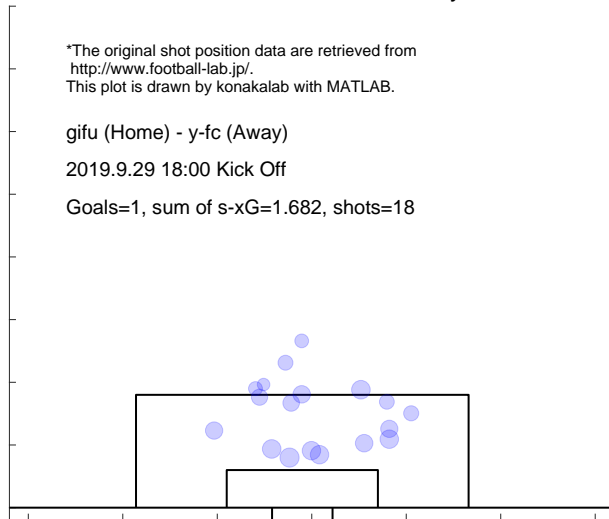 *The original shot position data are retrieved from
http://www.football-lab.jp/.
This plot is drawn by konakalab with MATLAB.
gifu (Home) - y-fc (Away)
2019.9.29 18:00 Kick Off
Goals=1, sum of s-xG=1.682, shots=18